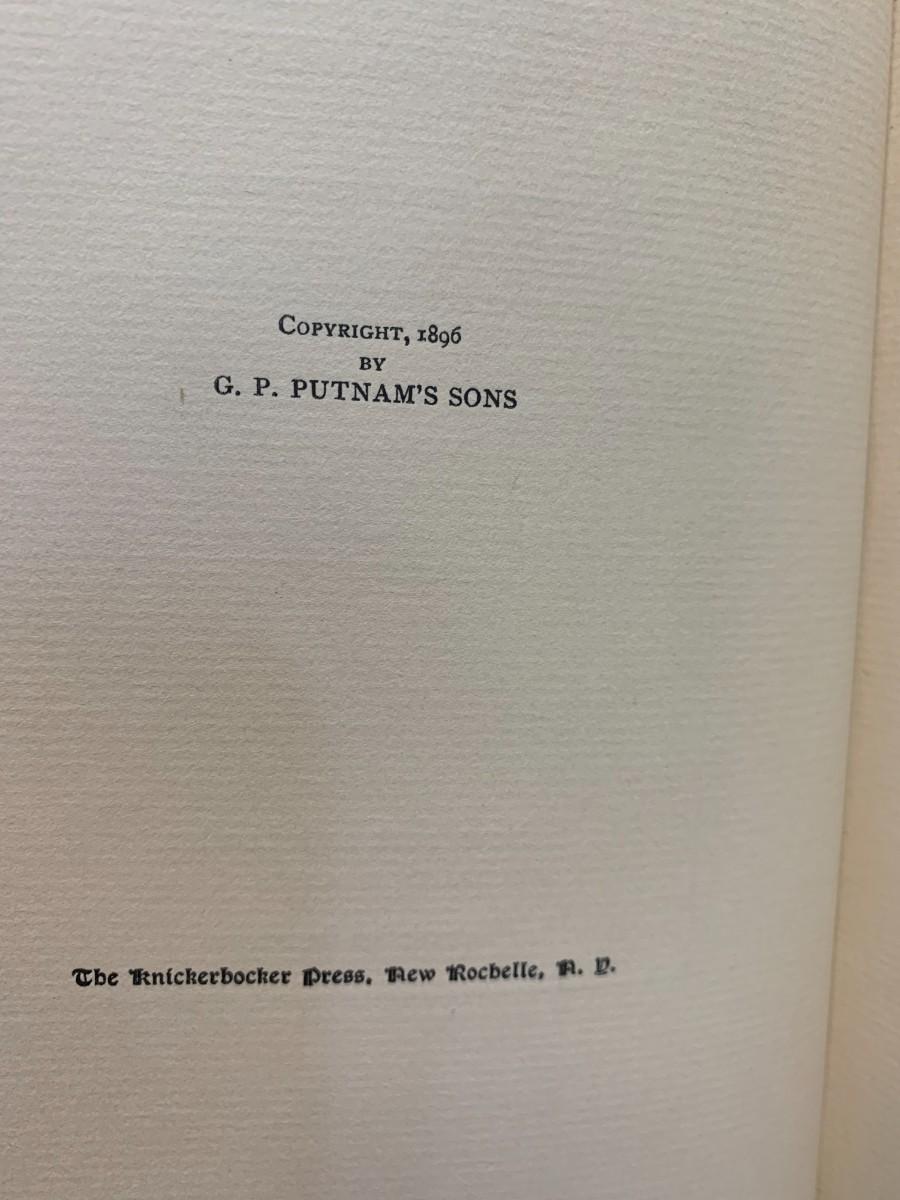 COPYRIGHT, 1896
BY
G. P. PUTNAM'S SONS
The Knickerbocker Press, New Rochelle, N. Y.